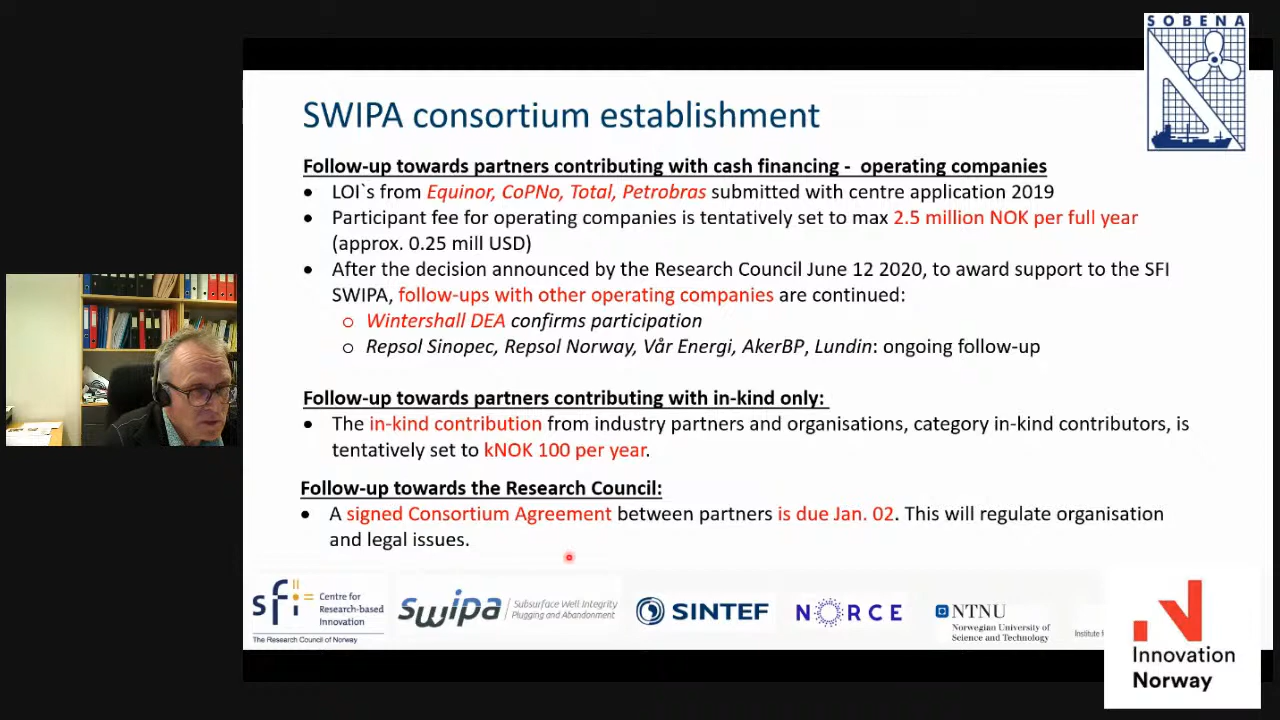 SOBENA
SWIPA consortium establishment
Follow-up towards partners contributing with cash financing - operating companies
• LOI`s from Equinor, CoPNo, Total, Petrobras submitted with centre application 2019
• Participant fee for operating companies is tentatively set to max 2.5 million NOK per full year
(approx. 0.25 mill USD)
• After the decision announced by the Research Council June 12 2020, to award support to the SFI
SWIPA, follow-ups with other operating companies are continued:
o Wintershall DEA confirms participation
o Repsol Sinopec, Repsol Norway, Vår Energi, AkerBP, Lundin: ongoing follow-up
Follow-up towards partners contributing with in-kind only:
• The in-kind contribution from industry partners and organisations, category in-kind contributors, is
tentatively set to kNOK 100 per year.
Follow-up towards the Research Council:
• A signed Consortium Agreement between partners is due Jan. 02. This will regulate organisation
and legal issues.
sfi
Centre for
Research-based
Innovation
The Research Council of Norway
swipa
Subsurface Well Integrity
Plugging and Abandonment
SINTEF
NORCE
NTNU
Norwegian University of
Science and Technology
Institute f
Innovation
Norway